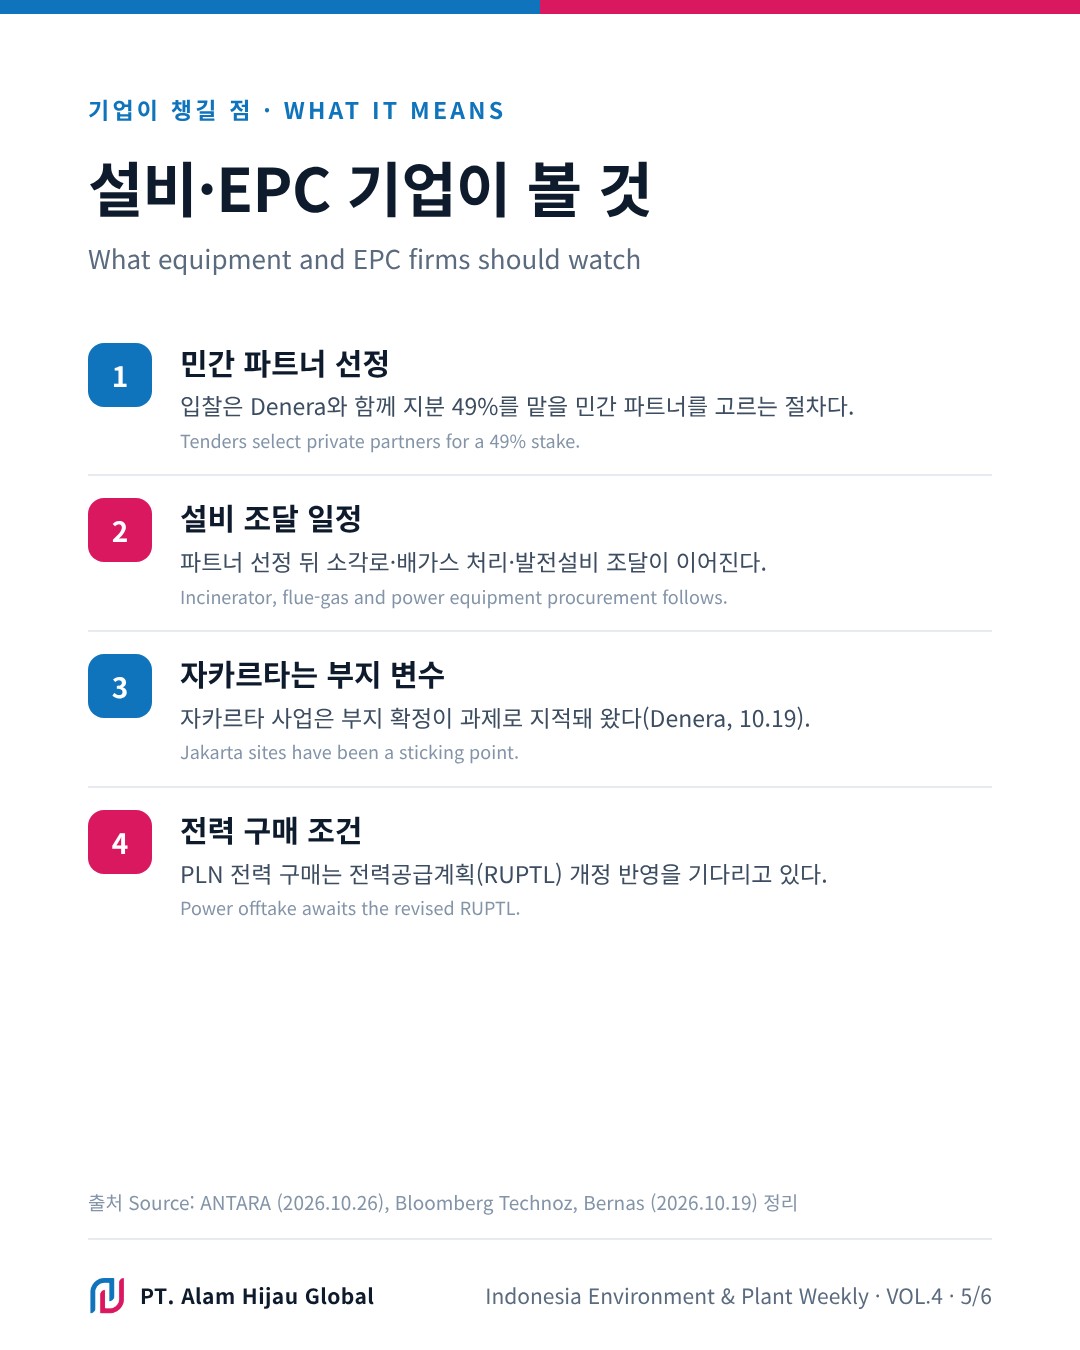 기업이 챙길 점 · WHAT IT MEANS
설비·EPC 기업이 볼 것
What equipment and EPC firms should watch
1
민간 파트너 선정
입찰은 Denera와 함께 지분 49%를 맡을 민간 파트너를 고르는 절차다.
Tenders select private partners for a 49% stake.
2
설비 조달 일정
파트너 선정 뒤 소각로·배가스 처리·발전설비 조달이 이어진다.
Incinerator, flue-gas and power equipment procurement follows.
3
자카르타는 부지 변수
자카르타 사업은 부지 확정이 과제로 지적돼 왔다(Denera, 10.19).
Jakarta sites have been a sticking point.
4
전력 구매 조건
PLN 전력 구매는 전력공급계획(RUPTL) 개정 반영을 기다리고 있다.
Power offtake awaits the revised RUPTL.
출처 Source: ANTARA (2026.10.26), Bloomberg Technoz, Bernas (2026.10.19) 정리
PT. Alam Hijau Global
Indonesia Environment & Plant Weekly · VOL.4 · 5/6